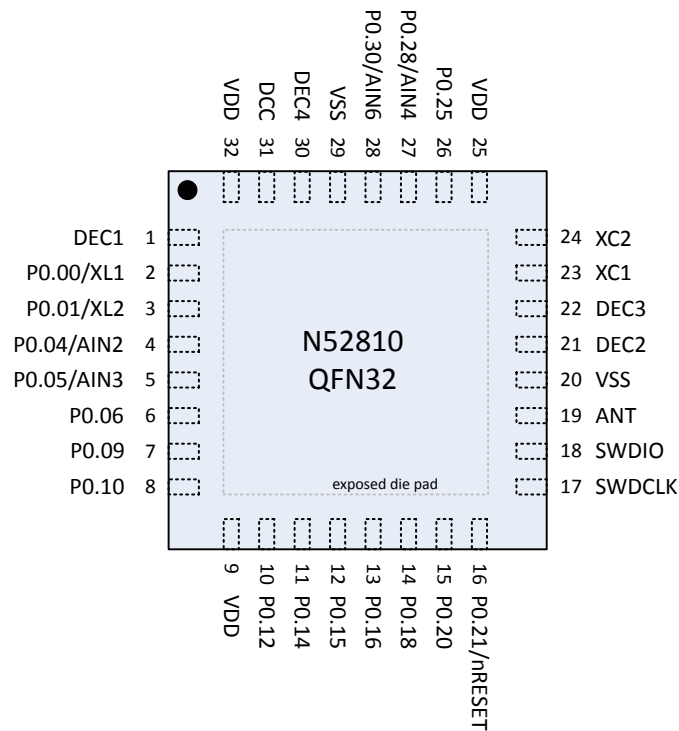 VDD 32
DCC 31
DEC4 30
VSS 29
P0.30/AIN6 28
P0.28/AIN4 27
P0.25 26
VDD 25
DEC1 1
P0.00/XL1 2
P0.01/XL2 3
P0.04/AIN2 4
P0.05/AIN3 5
P0.06 6
P0.09 7
P0.10 8
N52810
QFN32
exposed die pad
24 XC2
23 XC1
22 DEC3
21 DEC2
20 VSS
19 ANT
18 SWDIO
17 SWDCLK
9 VDD
10 P0.12
11 P0.14
12 P0.15
13 P0.16
14 P0.18
15 P0.20
16 P0.21/nRESET